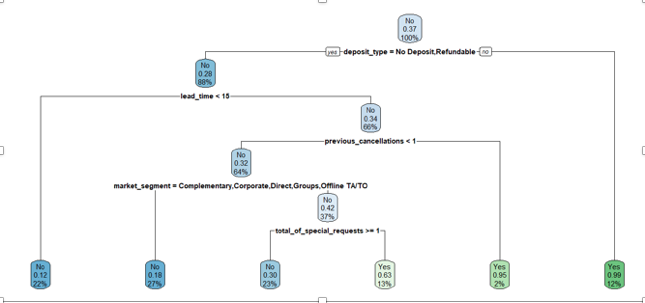 No
0.37
100%
yes deposit_type = No Deposit,Refundable no
No
0.28
88%
lead_time < 15
No
0.34
66%
previous_cancellations < 1
No
0.32
64%
market_segment = Complementary,Corporate,Direct,Groups,Offline TA/TO
No
0.42
37%
total_of_special_requests >= 1
No
0.12
22%
No
0.18
27%
No
0.30
23%
Yes
0.63
13%
Yes
0.95
2%
Yes
0.99
12%